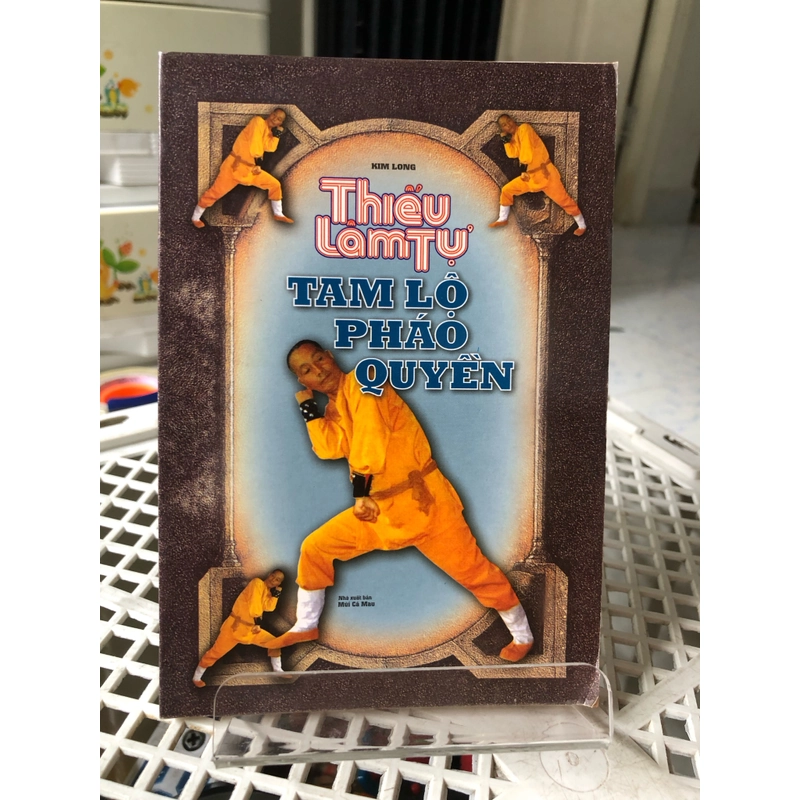 KIM LONG
THIẾU
LÂM TỰ
TAM LỘ
PHÁO
QUYỀN
Nhà xuất bản
Mũi Cà Mau